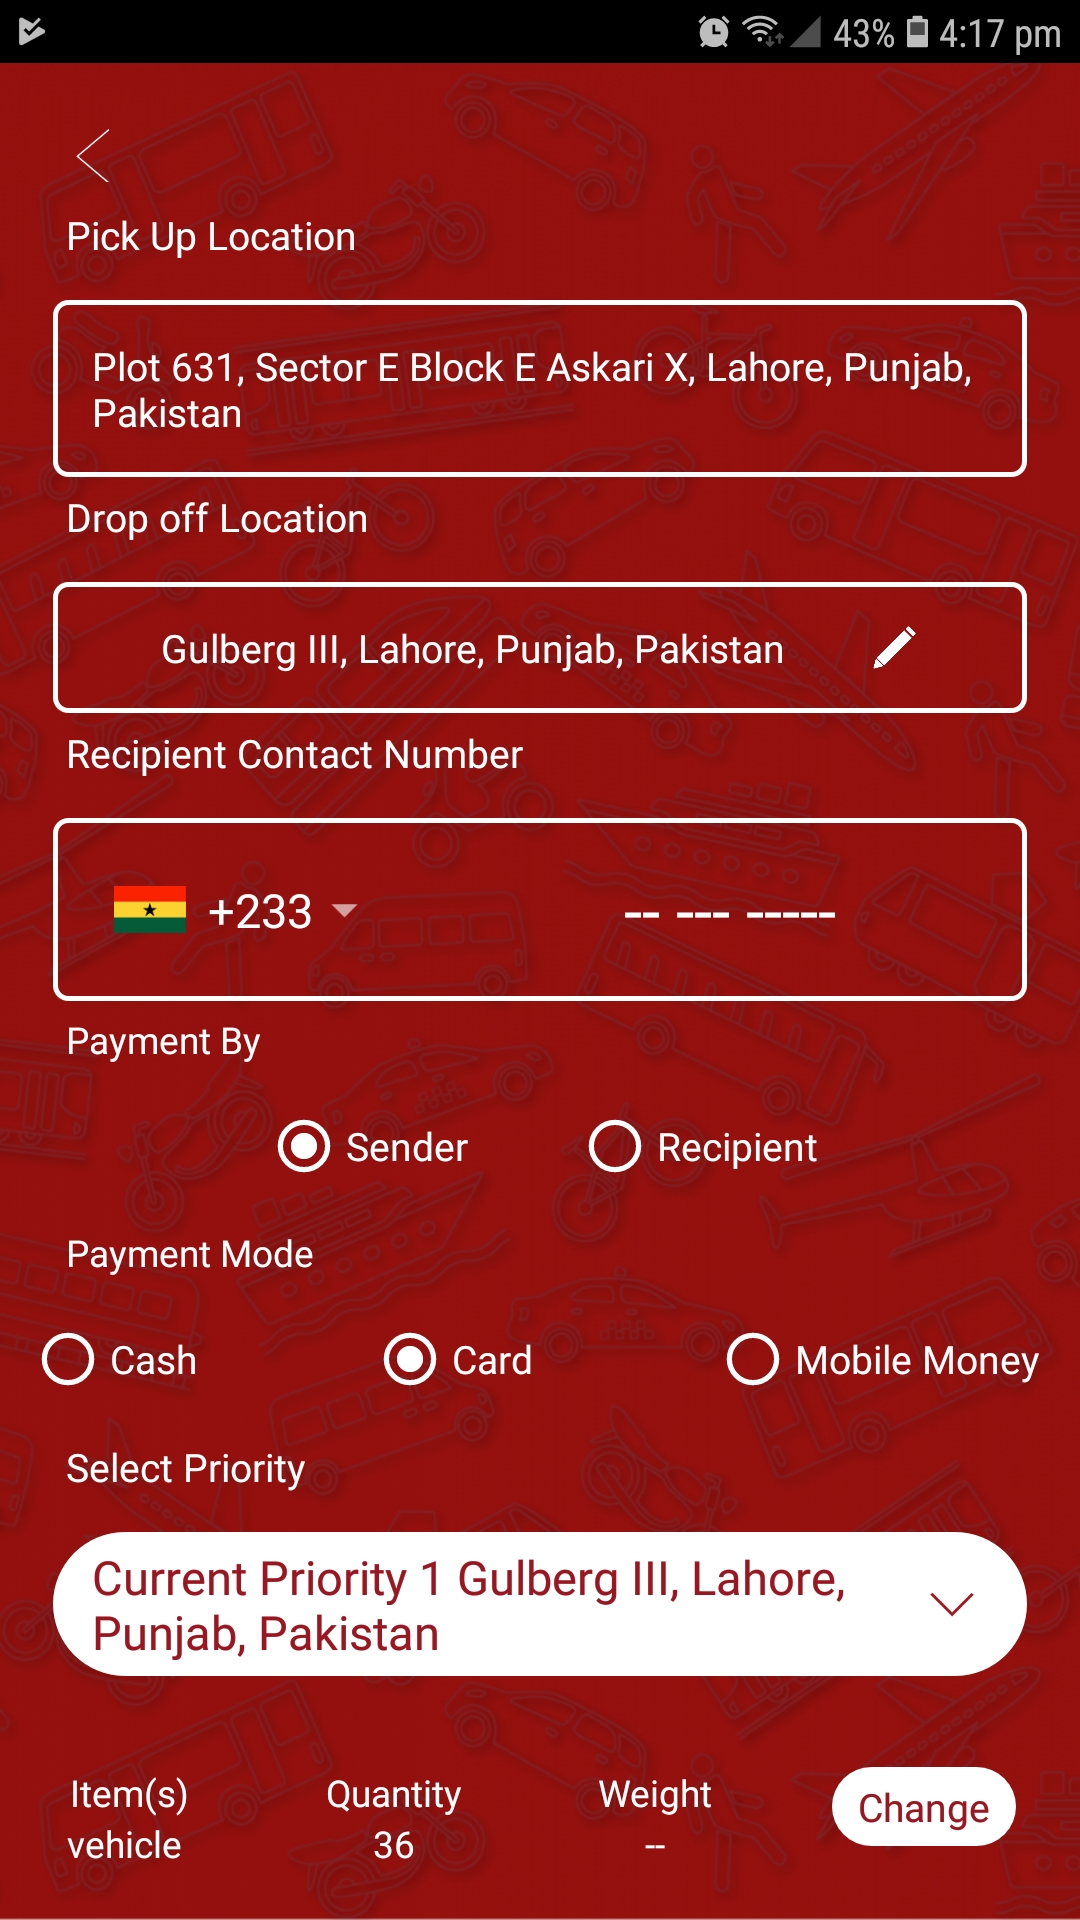 43% 4:17 pm
Pick Up Location
Plot 631, Sector E Block E Askari X, Lahore, Punjab,
Pakistan
Drop off Location
Gulberg III, Lahore, Punjab, Pakistan
Recipient Contact Number
+233 -- --- -----
Payment By
Sender Recipient
Payment Mode
Cash Card Mobile Money
Select Priority
Current Priority 1 Gulberg III, Lahore,
Punjab, Pakistan
Item(s) Quantity Weight Change
vehicle 36 --